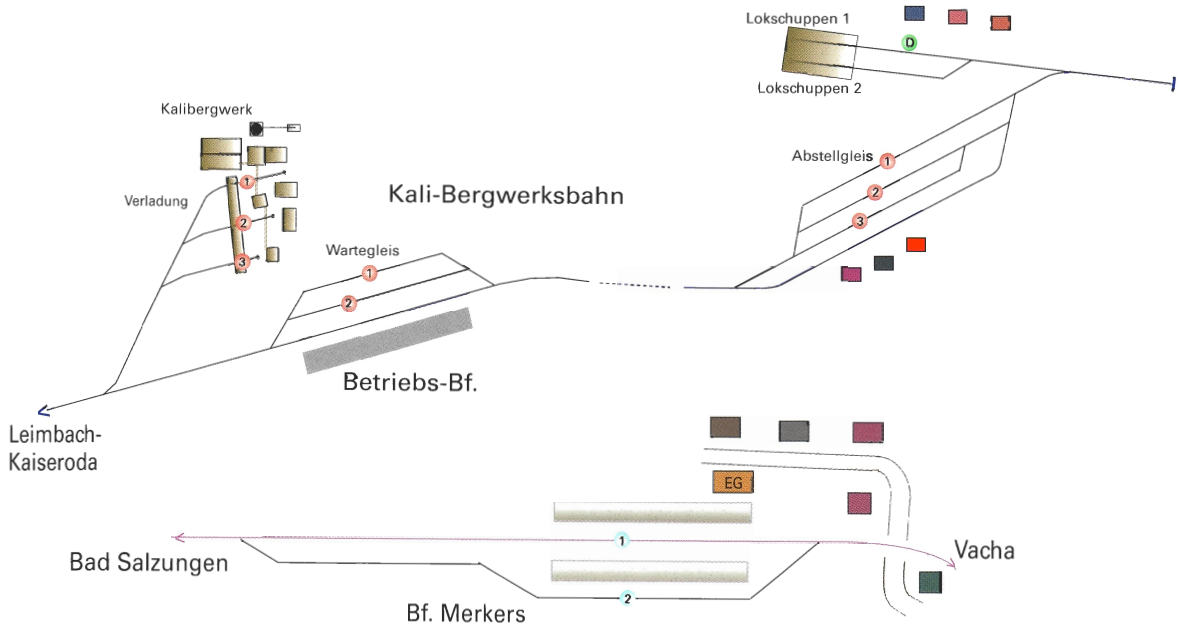 Lokschuppen 1
D
Lokschuppen 2
Kalibergwerk
Abstellgleis
1
2
3
Verladung
1
2
3
Kali-Bergwerksbahn
Wartegleis
1
2
Betriebs-Bf.
Leimbach-
Kaiseroda
EG
1
Bad Salzungen
Vacha
2
Bf. Merkers